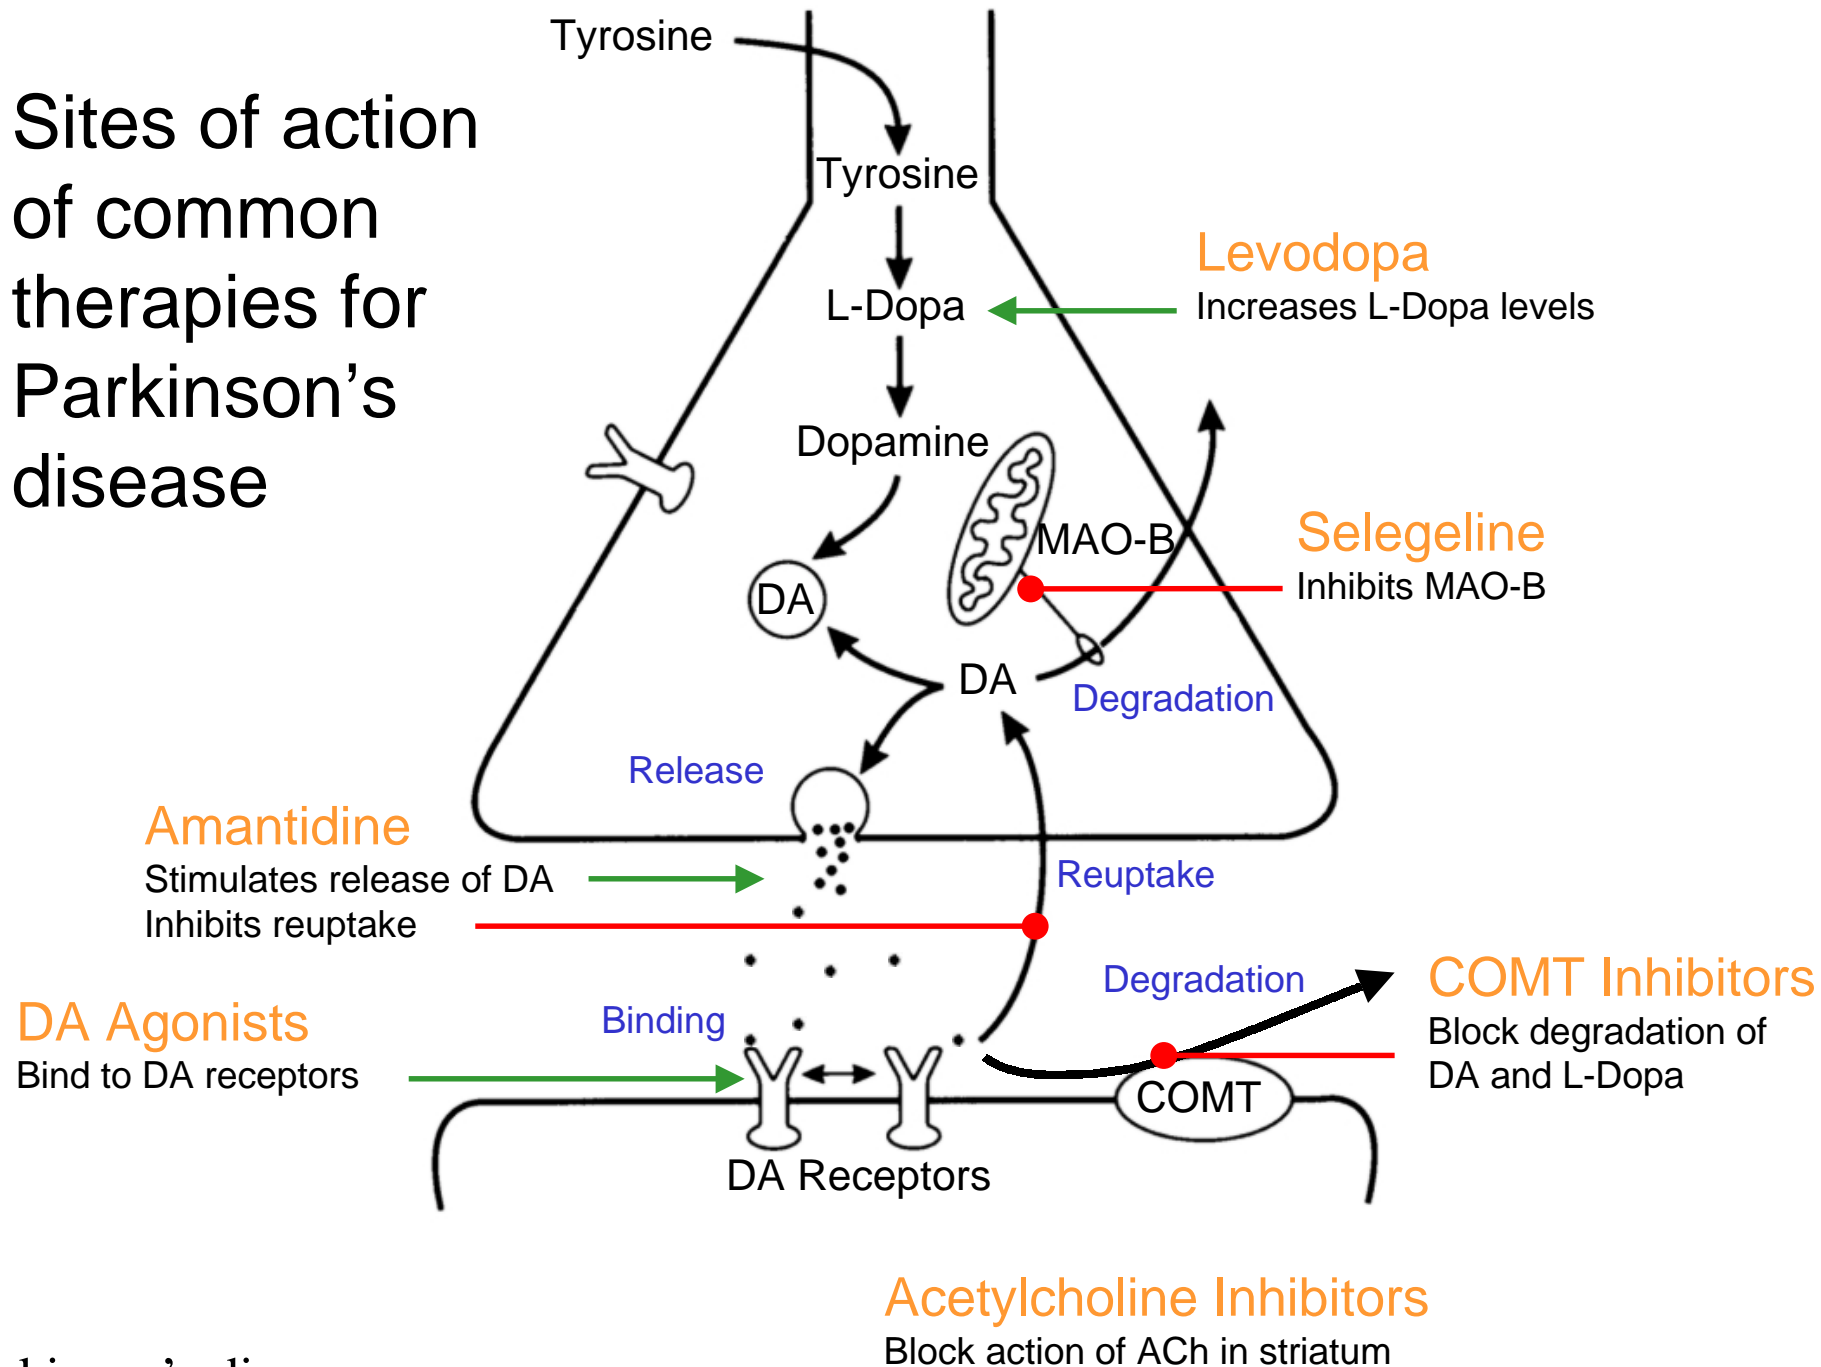 Tyrosine
Sites of action
of common
therapies for
Parkinson's
disease
Tyrosine
L-Dopa
Levodopa
Increases L-Dopa levels
Dopamine
MAO-B
Selegeline
Inhibits MAO-B
DA
DA
Degradation
Release
Amantidine
Stimulates release of DA
Inhibits reuptake
Reuptake
Degradation
COMT Inhibitors
Block degradation of
DA and L-Dopa
DA Agonists
Bind to DA receptors
Binding
COMT
DA Receptors
Acetylcholine Inhibitors
Block action of ACh in striatum